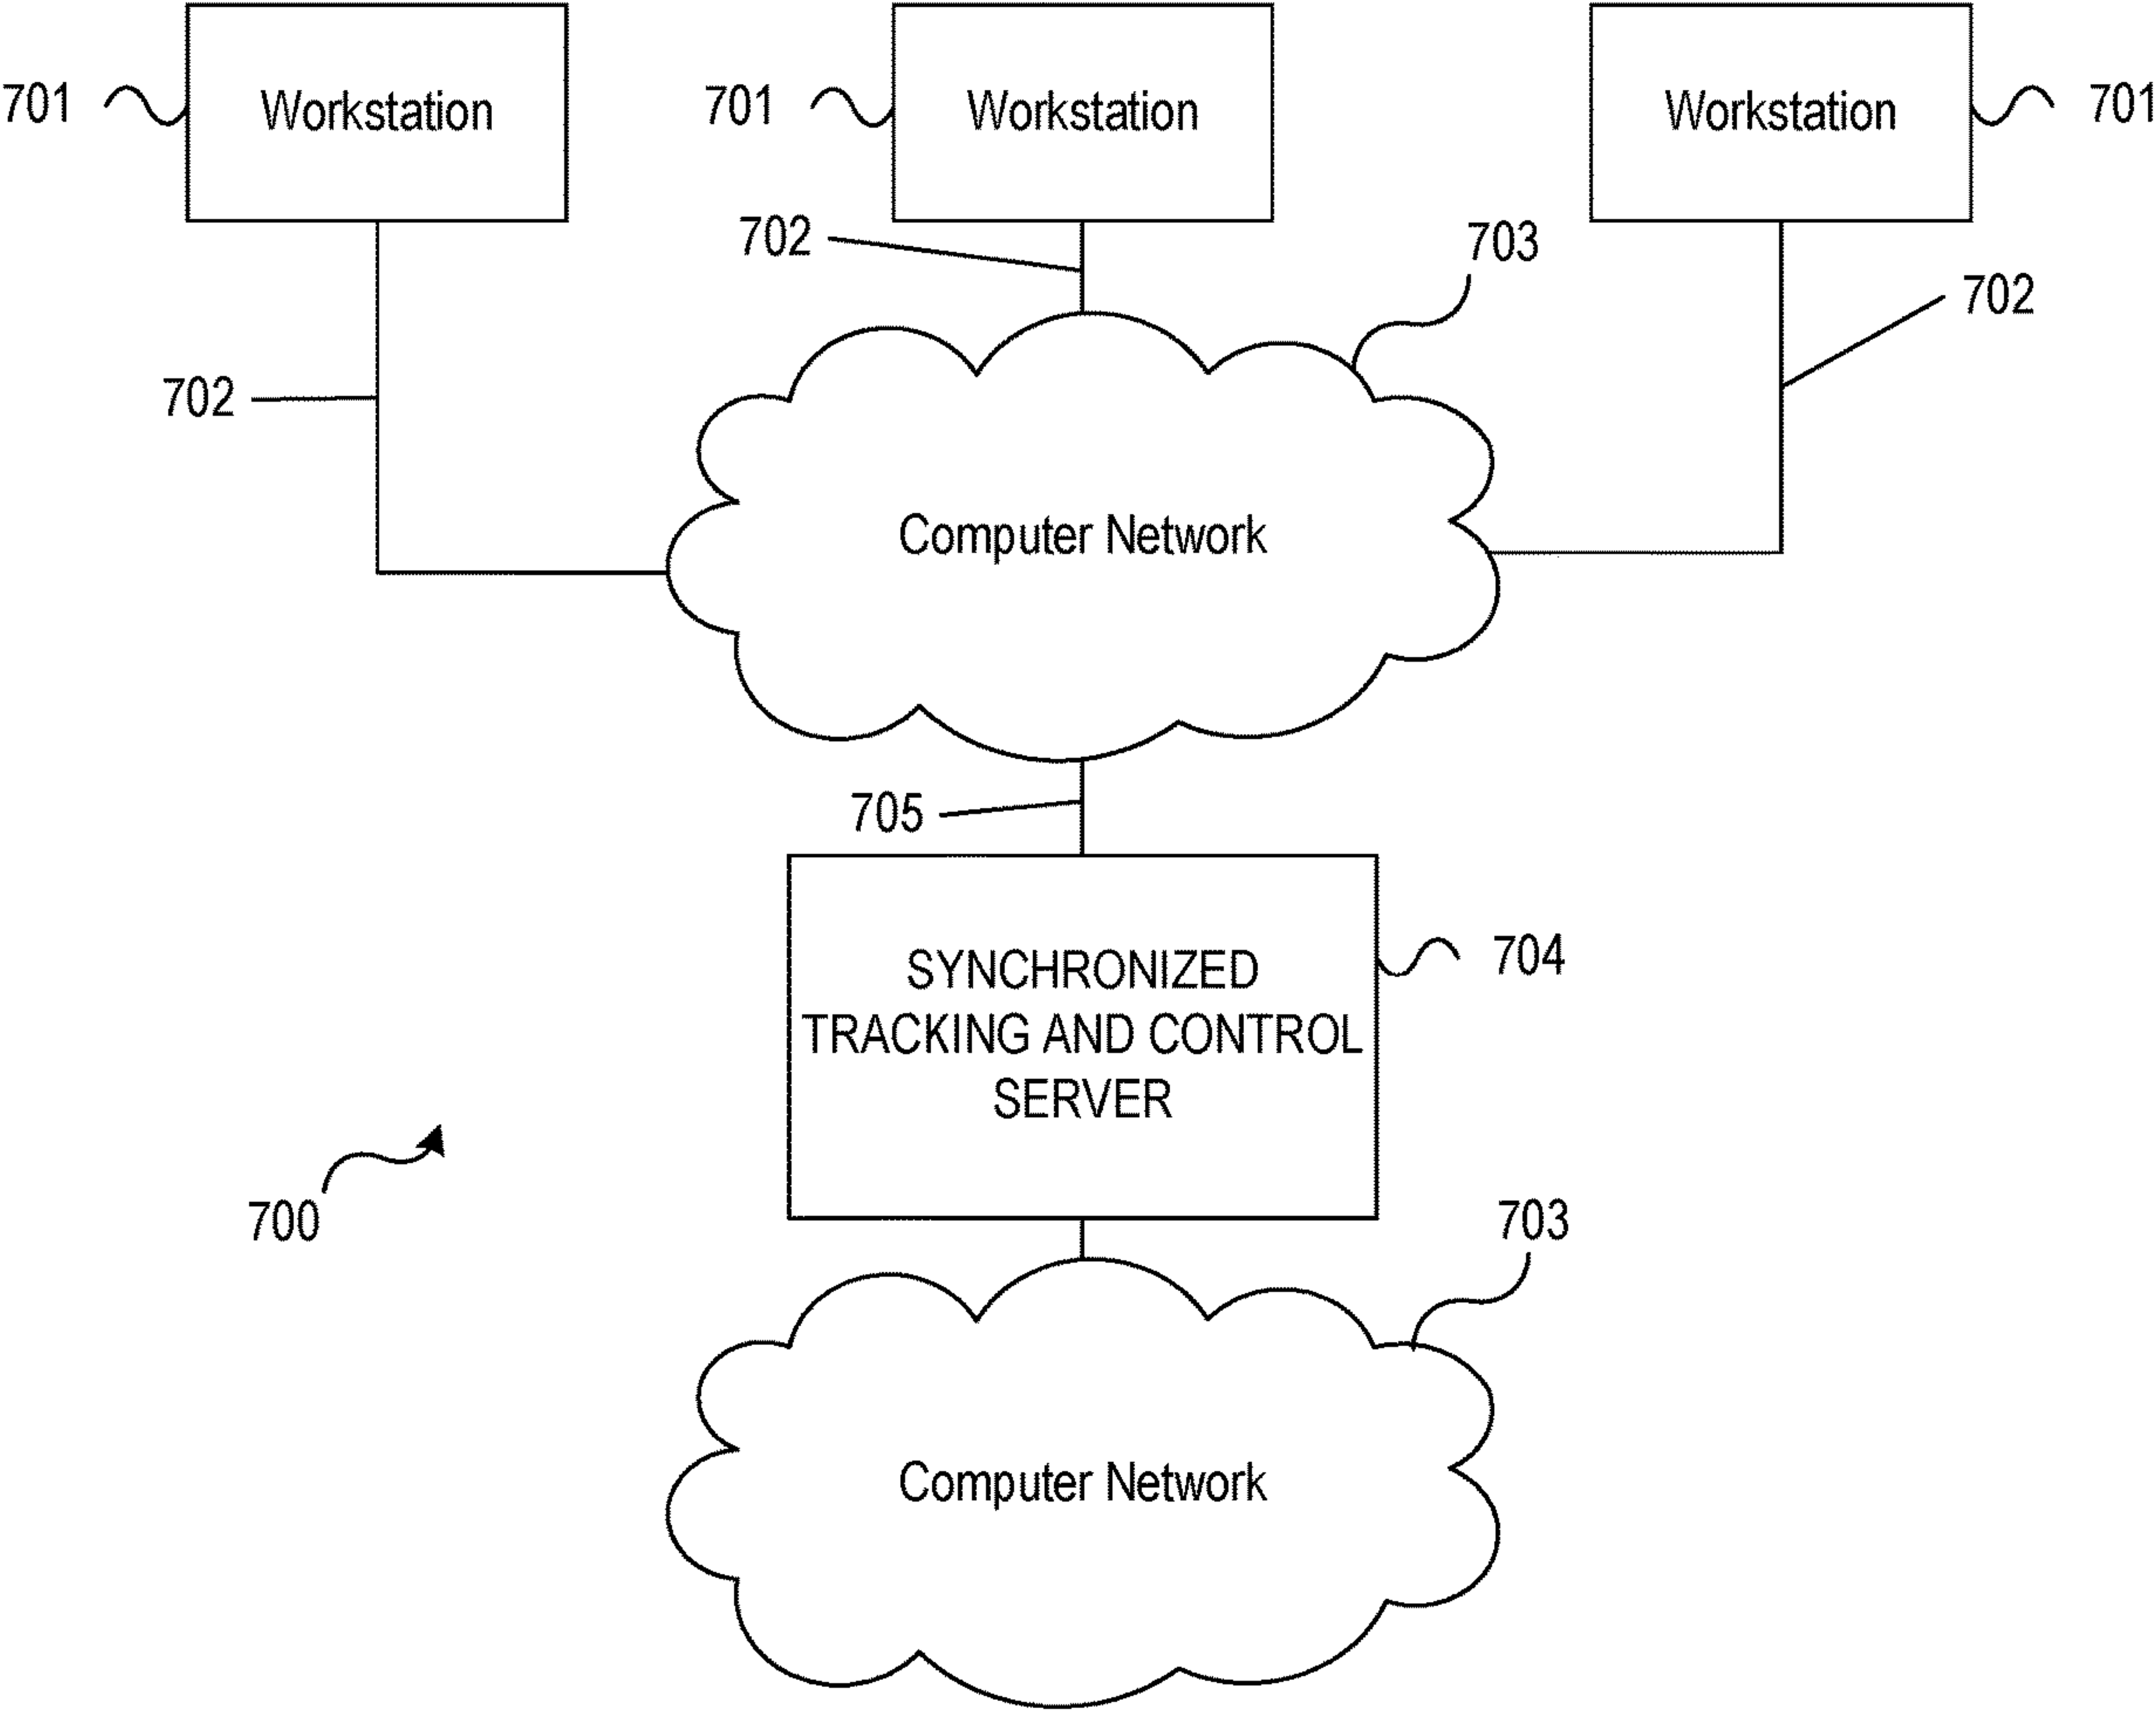 701
Workstation
701
Workstation
Workstation
701
702
703
702
702
Computer Network
705
SYNCHRONIZED
TRACKING AND CONTROL
SERVER
704
700
703
Computer Network